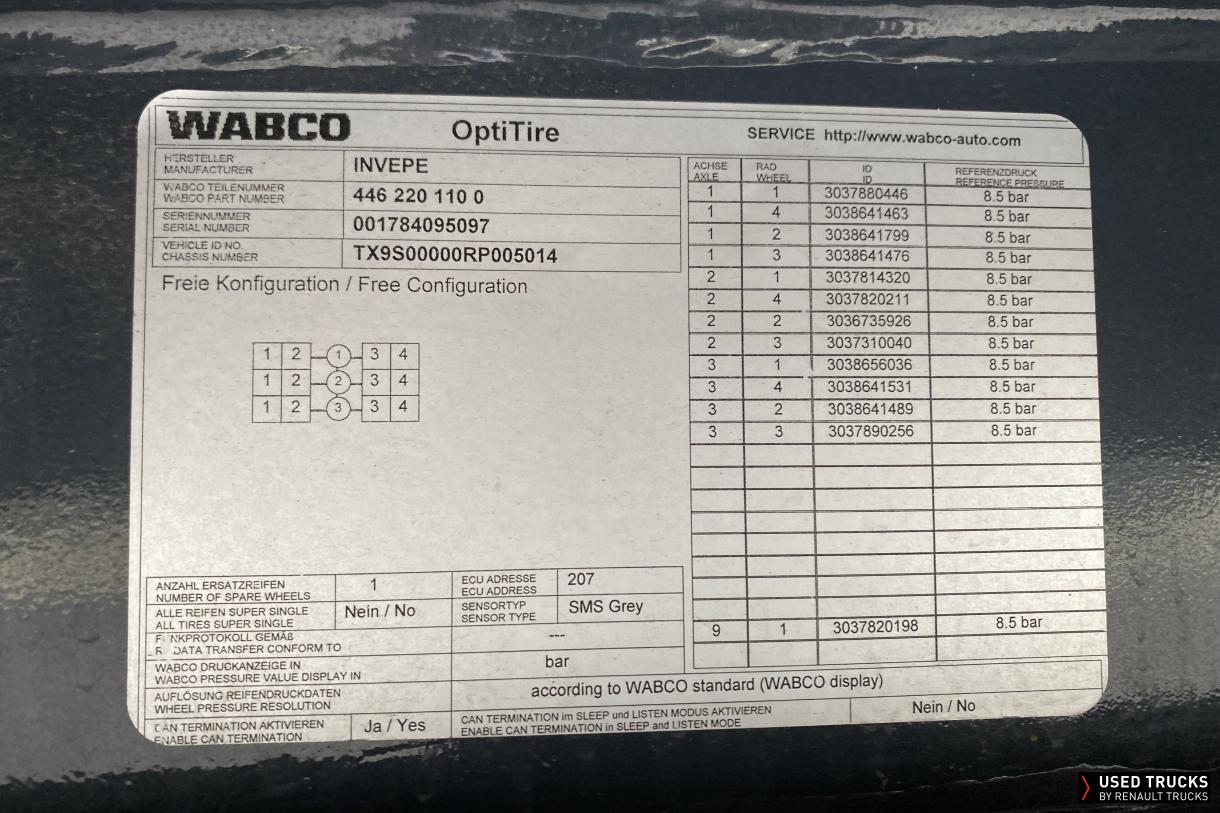 WABCO OptiTire SERVICE http://www.wabco-auto.com
HERSTELLER
MANUFACTURER
INVEPE
WABCO TEILENUMMER
WABCO PART NUMBER
446 220 110 0
SERIENNUMMER
SERIAL NUMBER
001784095097
VEHICLE ID NO.
CHASSIS NUMBER
TX9S00000RP005014
Freie Konfiguration / Free Configuration
1 2 1 3 4
1 2 2 3 4
1 2 3 3 4
ANZAHL ERSATZREIFEN
NUMBER OF SPARE WHEELS
1
ECU ADRESSE
ECU ADDRESS
207
ALLE REIFEN SUPER SINGLE
ALL TIRES SUPER SINGLE
Nein / No
SENSORTYP
SENSOR TYPE
SMS Grey
FUNKPROTOKOLL GEMÄß
RF DATA TRANSFER CONFORM TO
---
WABCO DRUCKANZEIGE IN
WABCO PRESSURE VALUE DISPLAY IN
bar
AUFLÖSUNG REIFENDRUCKDATEN
WHEEL PRESSURE RESOLUTION
according to WABCO standard (WABCO display)
CAN TERMINATION AKTIVIEREN
ENABLE CAN TERMINATION
Ja / Yes
CAN TERMINATION im SLEEP und LISTEN MODUS AKTIVIEREN
ENABLE CAN TERMINATION in SLEEP and LISTEN MODE
Nein / No
ACHSE RAD ID REFERENZDRUCK
AXLE WHEEL ID REFERENCE PRESSURE
1 1 3037880446 8.5 bar
1 4 3038641463 8.5 bar
1 2 3038641799 8.5 bar
1 3 3038641476 8.5 bar
2 1 3037814320 8.5 bar
2 4 3037820211 8.5 bar
2 2 3036735926 8.5 bar
2 3 3037310040 8.5 bar
3 1 3038656036 8.5 bar
3 4 3038641531 8.5 bar
3 2 3038641489 8.5 bar
3 3 3037890256 8.5 bar
9 1 3037820198 8.5 bar
USED TRUCKS
BY RENAULT TRUCKS